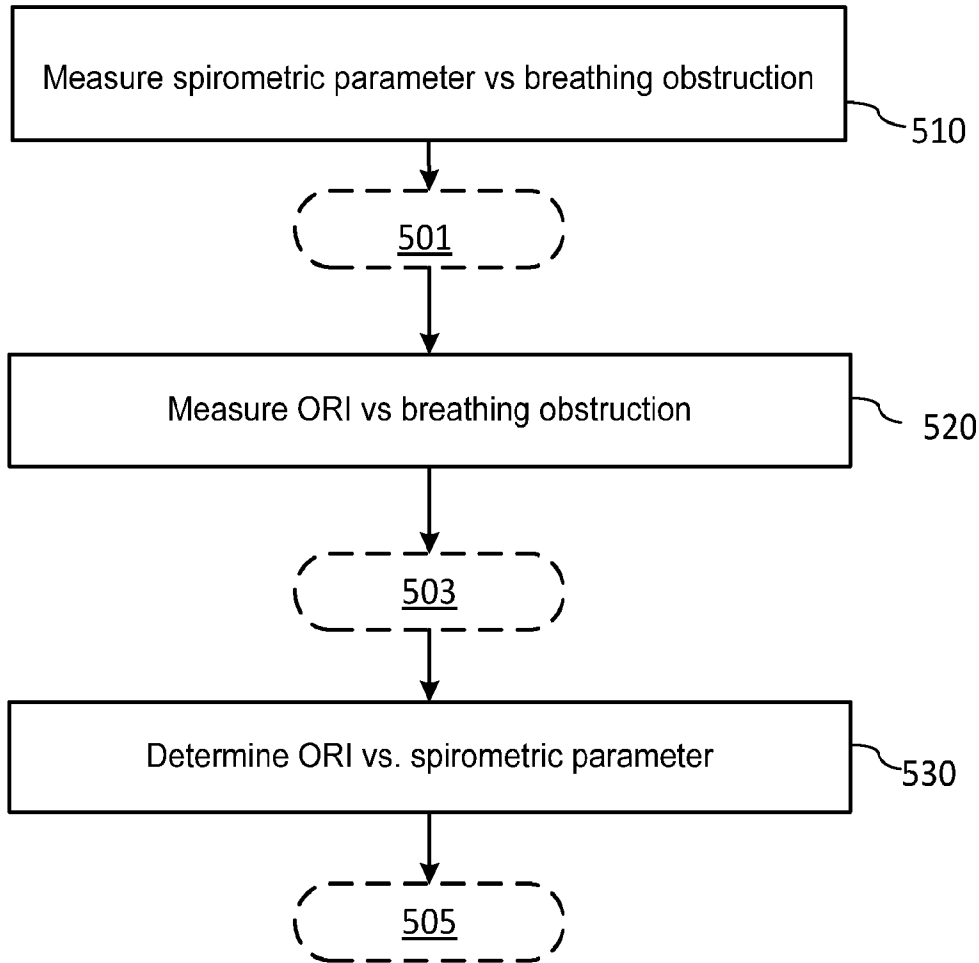 Measure spirometric parameter vs breathing obstruction
510
501
Measure ORI vs breathing obstruction
520
503
Determine ORI vs. spirometric parameter
530
505